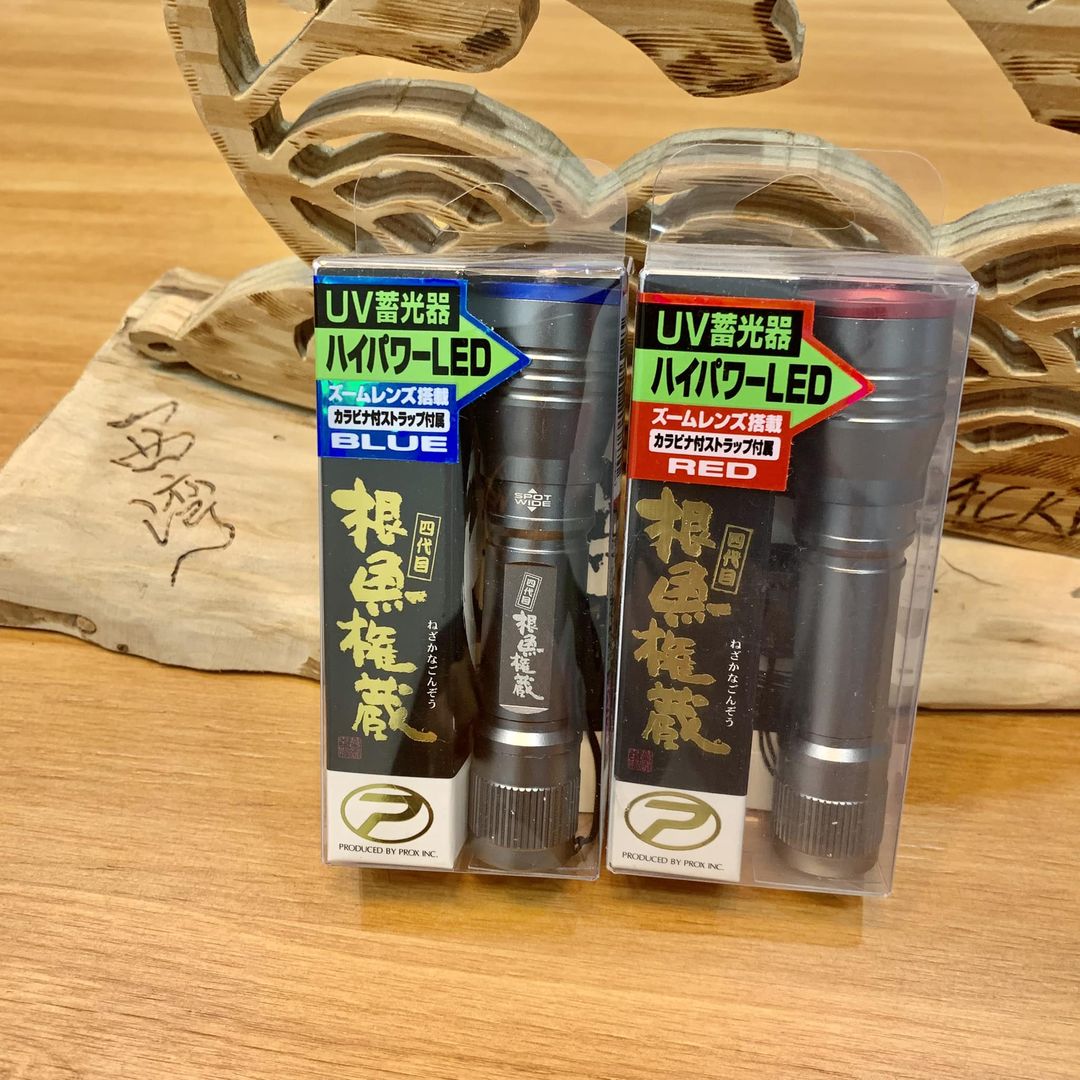 UV蓄光器
ハイパワーLED
ズームレンズ搭載
カラビナ付ストラップ付属
BLUE
四代目
根魚権蔵
ねざかなごんぞう
PRODUCED BY PROX INC.
SPOT
WIDE
四代目
根魚権蔵
UV蓄光器
ハイパワーLED
ズームレンズ搭載
カラビナ付ストラップ付属
RED
四代目
根魚権蔵
ねざかなごんぞう
PRODUCED BY PROX INC.